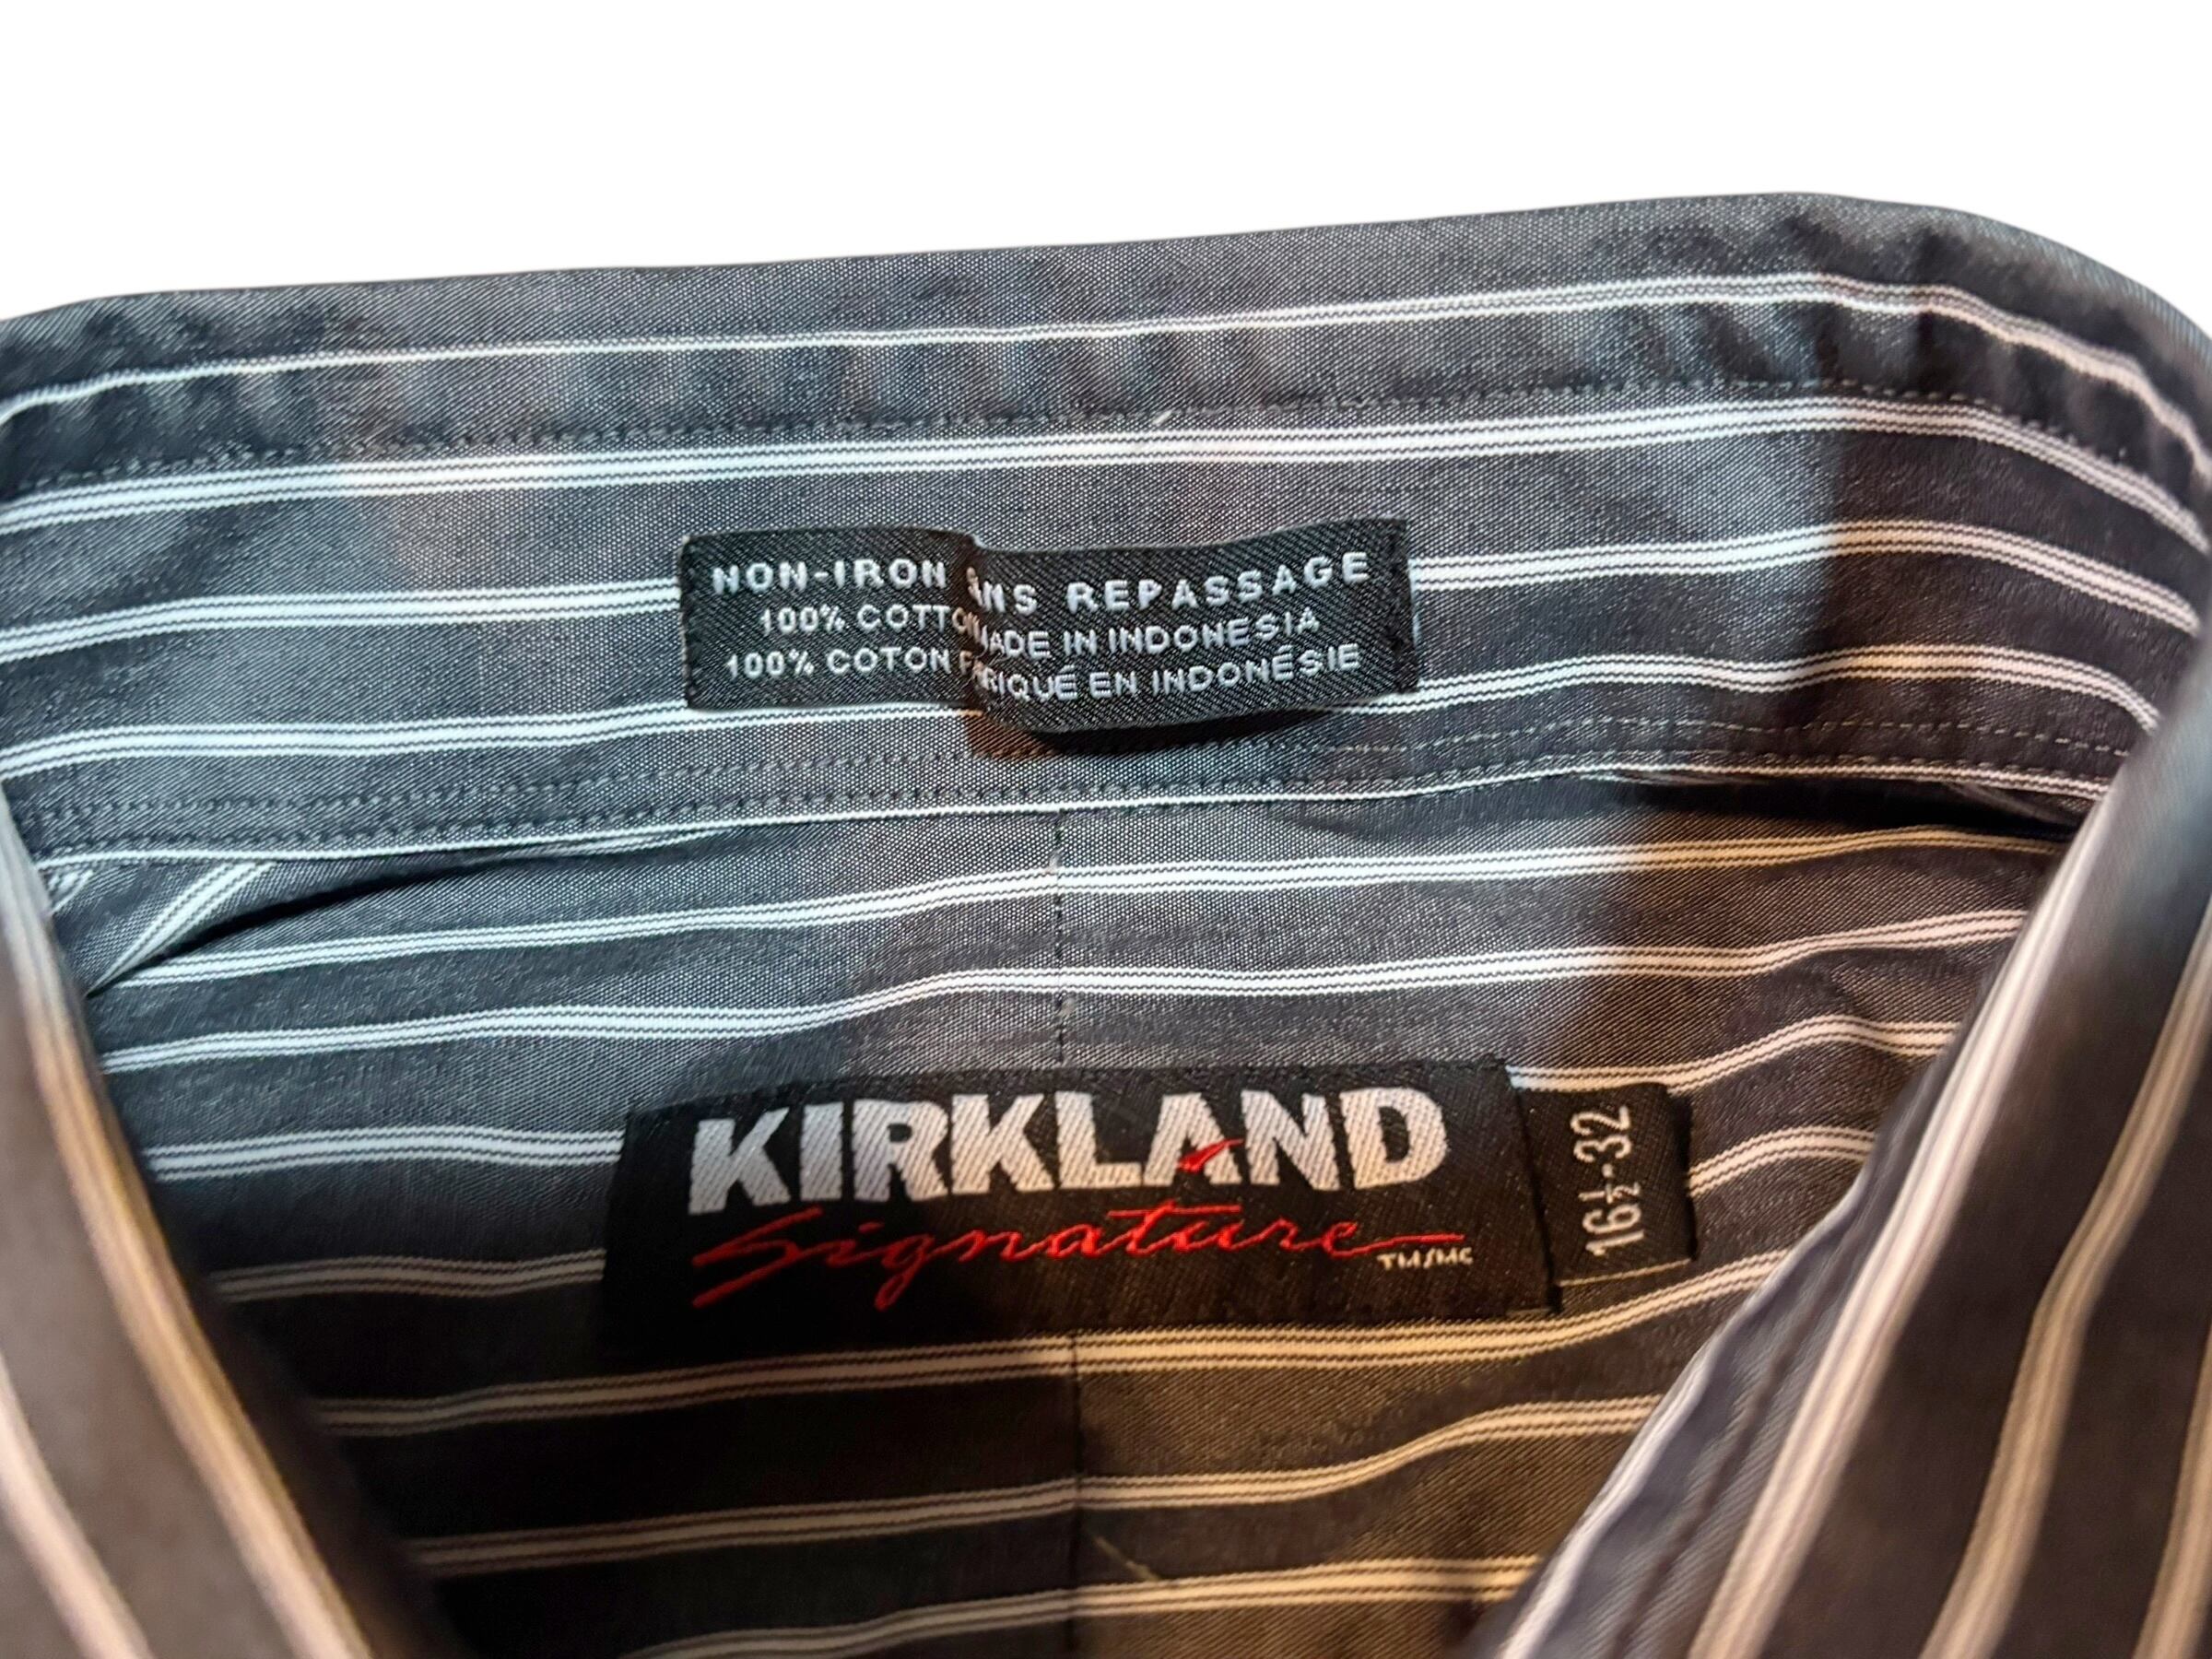 NON-IRON ANS REPASSAGE
100% COTTON MADE IN INDONESIA
100% COTON F RIQUÉ EN INDONÉSIE
KIRKLAND
Signature TM/MC
16½-32